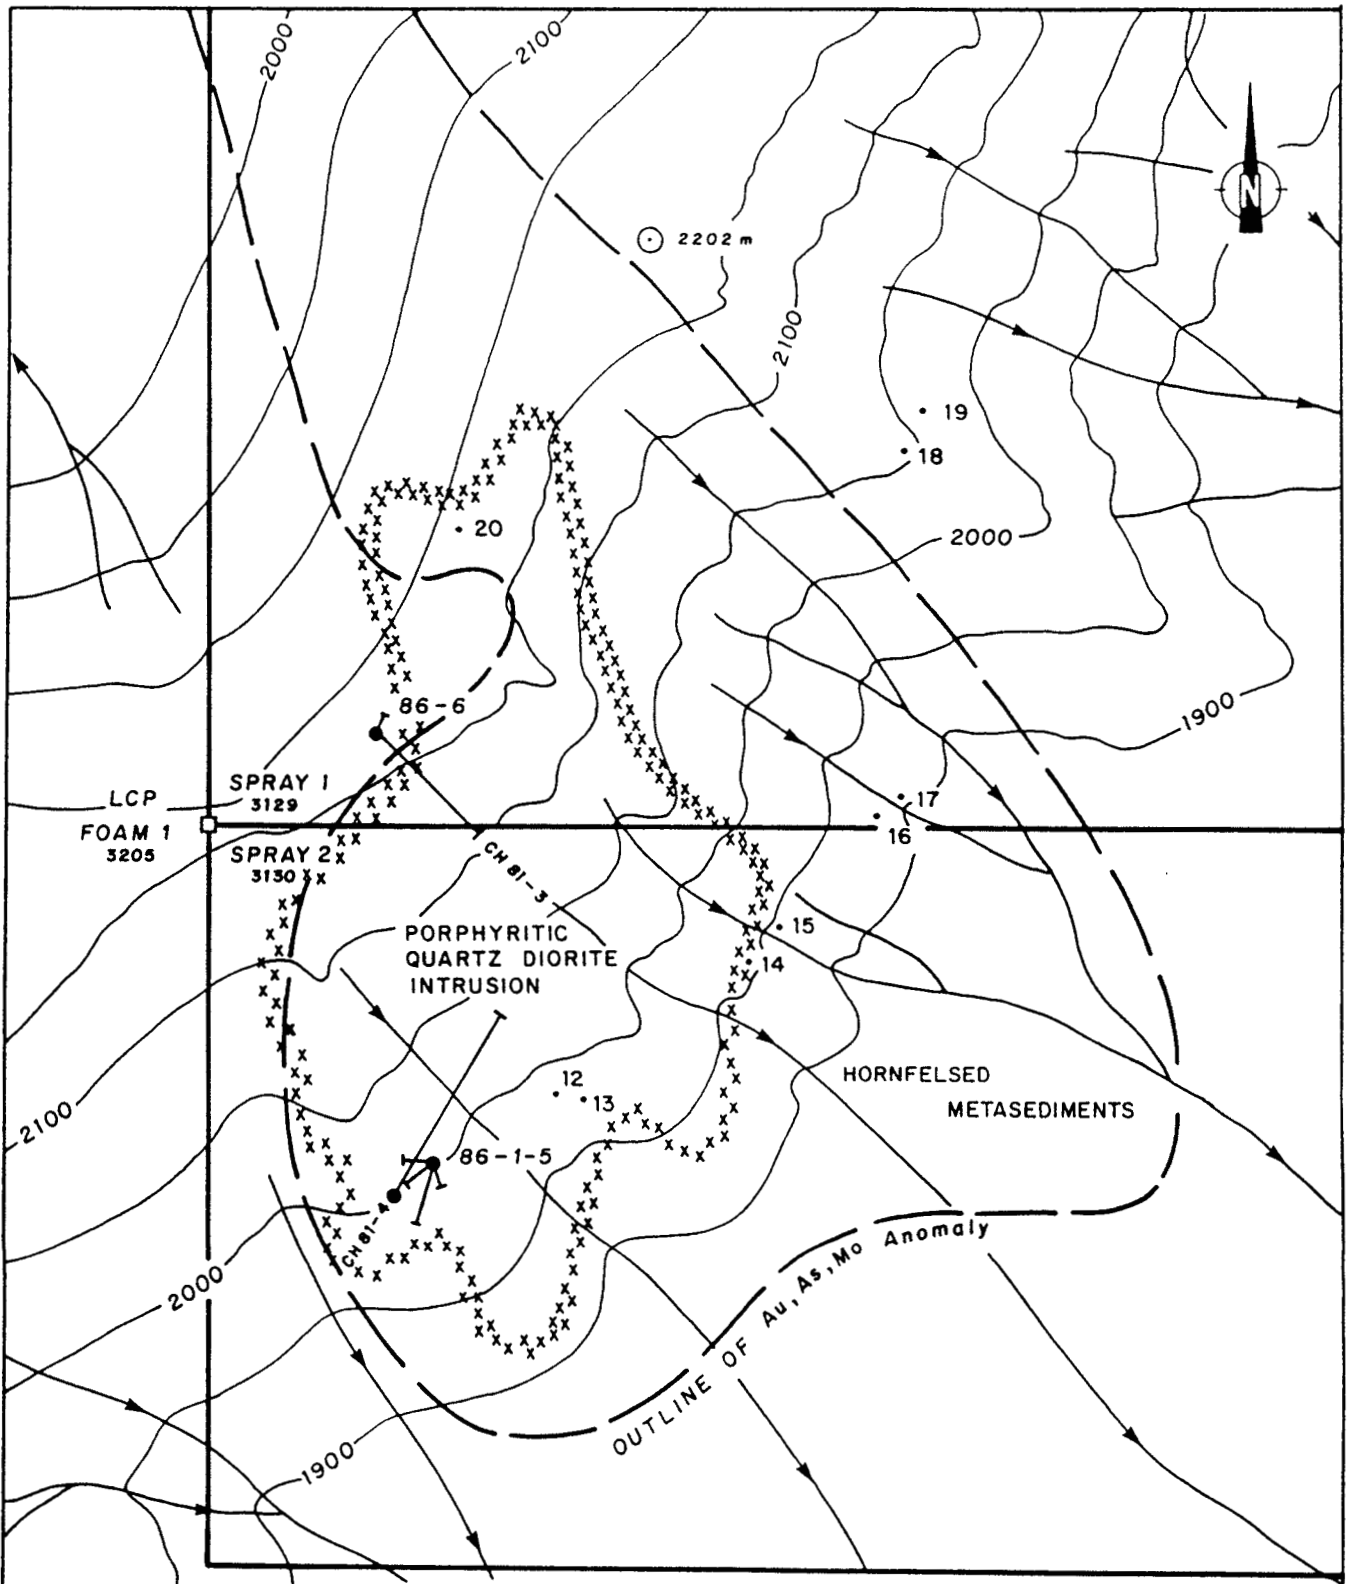 2000
2100
N
2202 m
2100
19
18
20
2000
86-6
1900
LCP
SPRAY 1
3129
17
FOAM 1
3205
16
SPRAY 2
3130
CH 81-3
PORPHYRITIC
QUARTZ DIORITE
INTRUSION
15
14
12
13
HORNFELSED
METASEDIMENTS
2100
86-1-5
CH 81-4
2000
OUTLINE OF Au, As, Mo Anomaly
1900